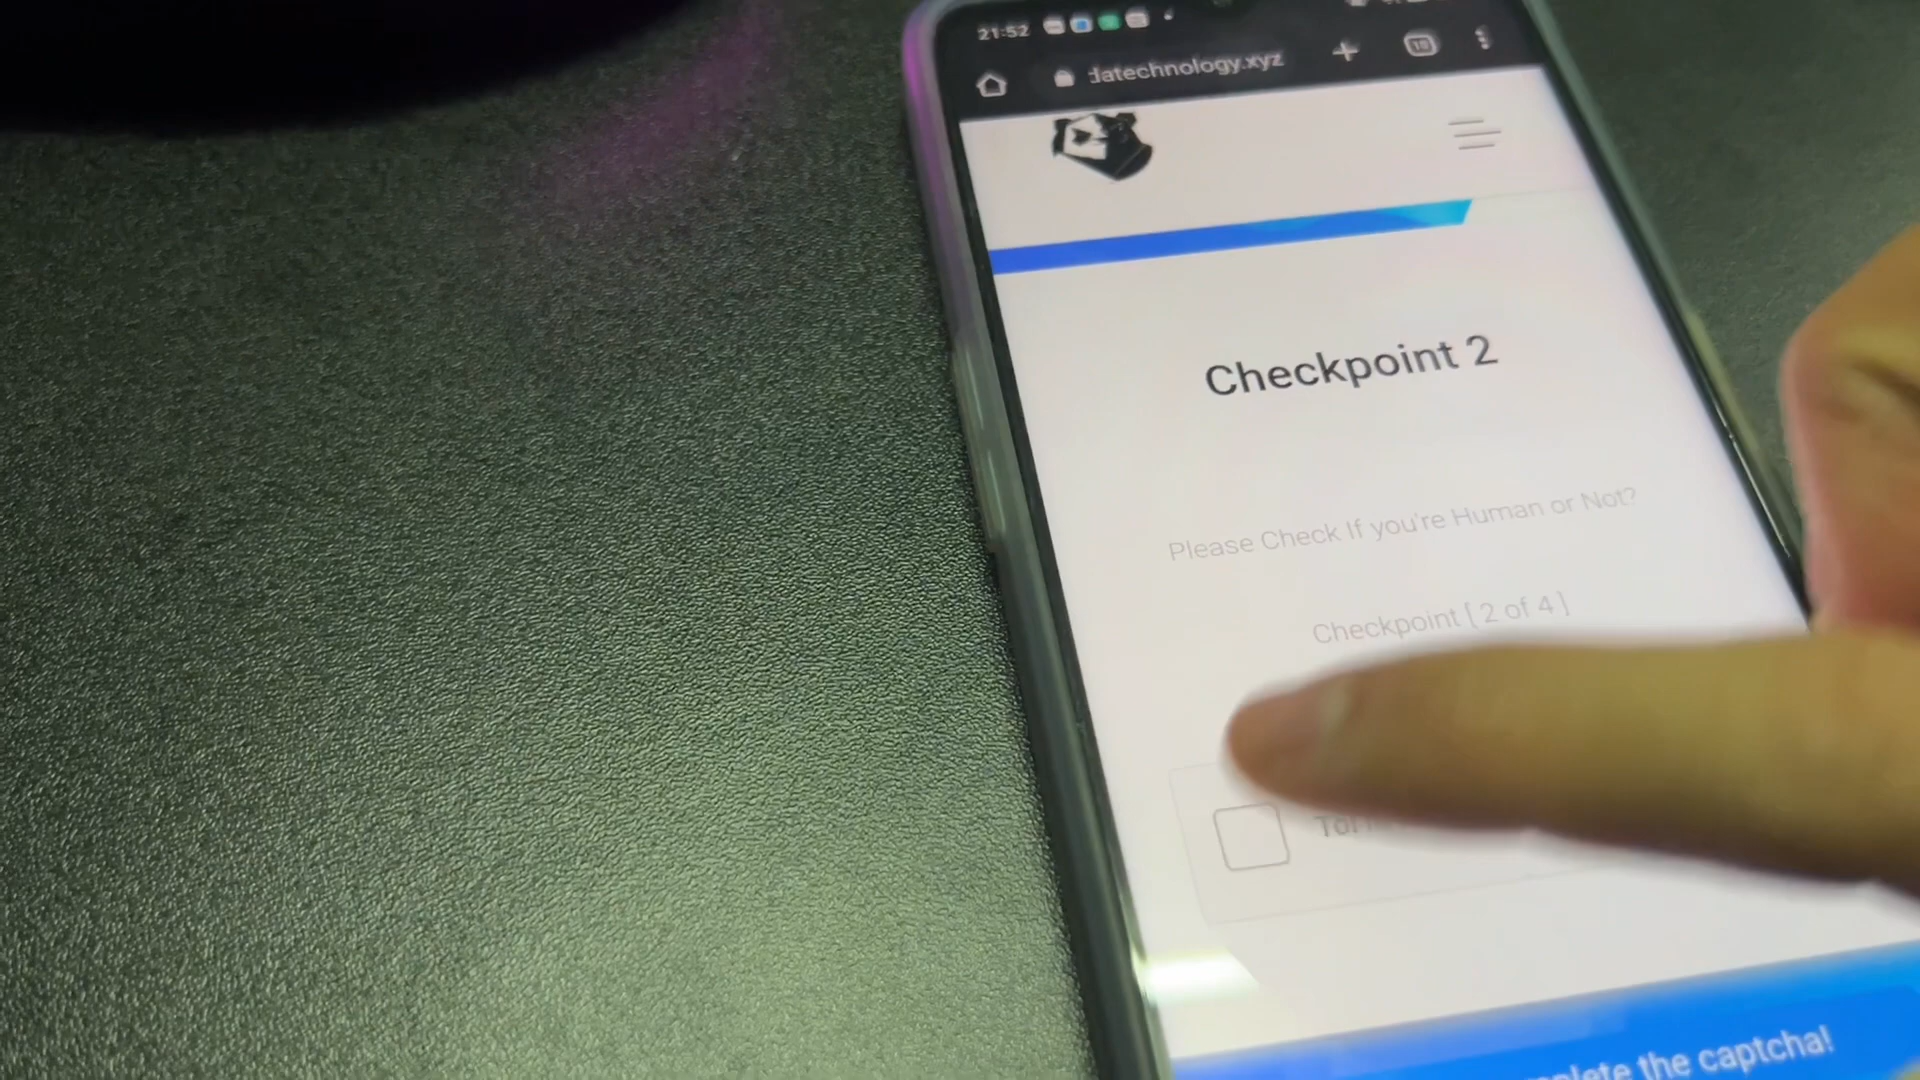 21:52
datechnology.xyz
18
Checkpoint 2
Please Check If you're Human or Not?
Checkpoint [ 2 of 4 ]
the captcha!